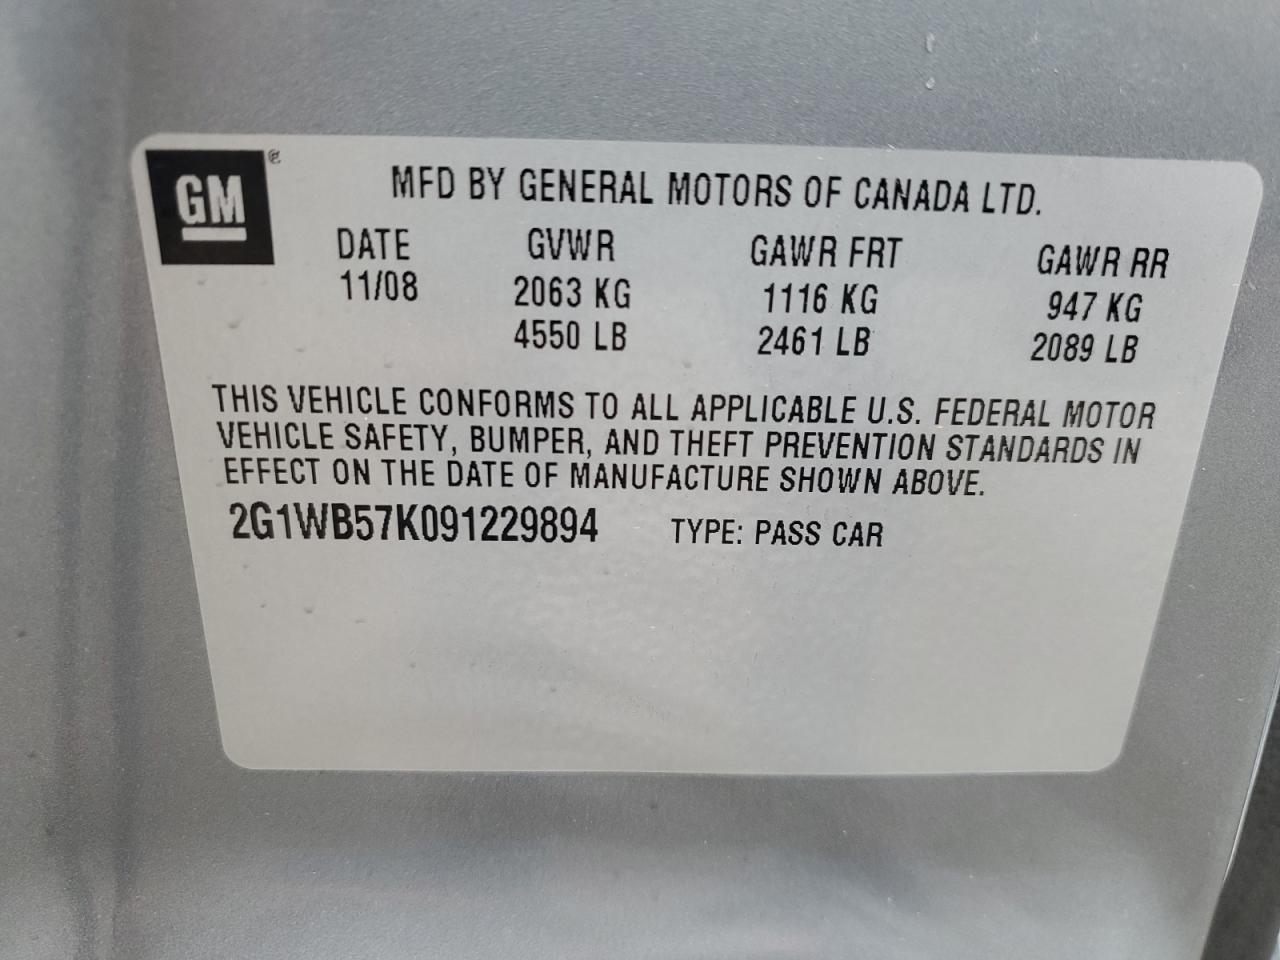 GM®
MFD BY GENERAL MOTORS OF CANADA LTD.
DATE GVWR GAWR FRT GAWR RR
11/08 2063 KG 1116 KG 947 KG
4550 LB 2461 LB 2089 LB
THIS VEHICLE CONFORMS TO ALL APPLICABLE U.S. FEDERAL MOTOR
VEHICLE SAFETY, BUMPER, AND THEFT PREVENTION STANDARDS IN
EFFECT ON THE DATE OF MANUFACTURE SHOWN ABOVE.
2G1WB57K091229894 TYPE: PASS CAR